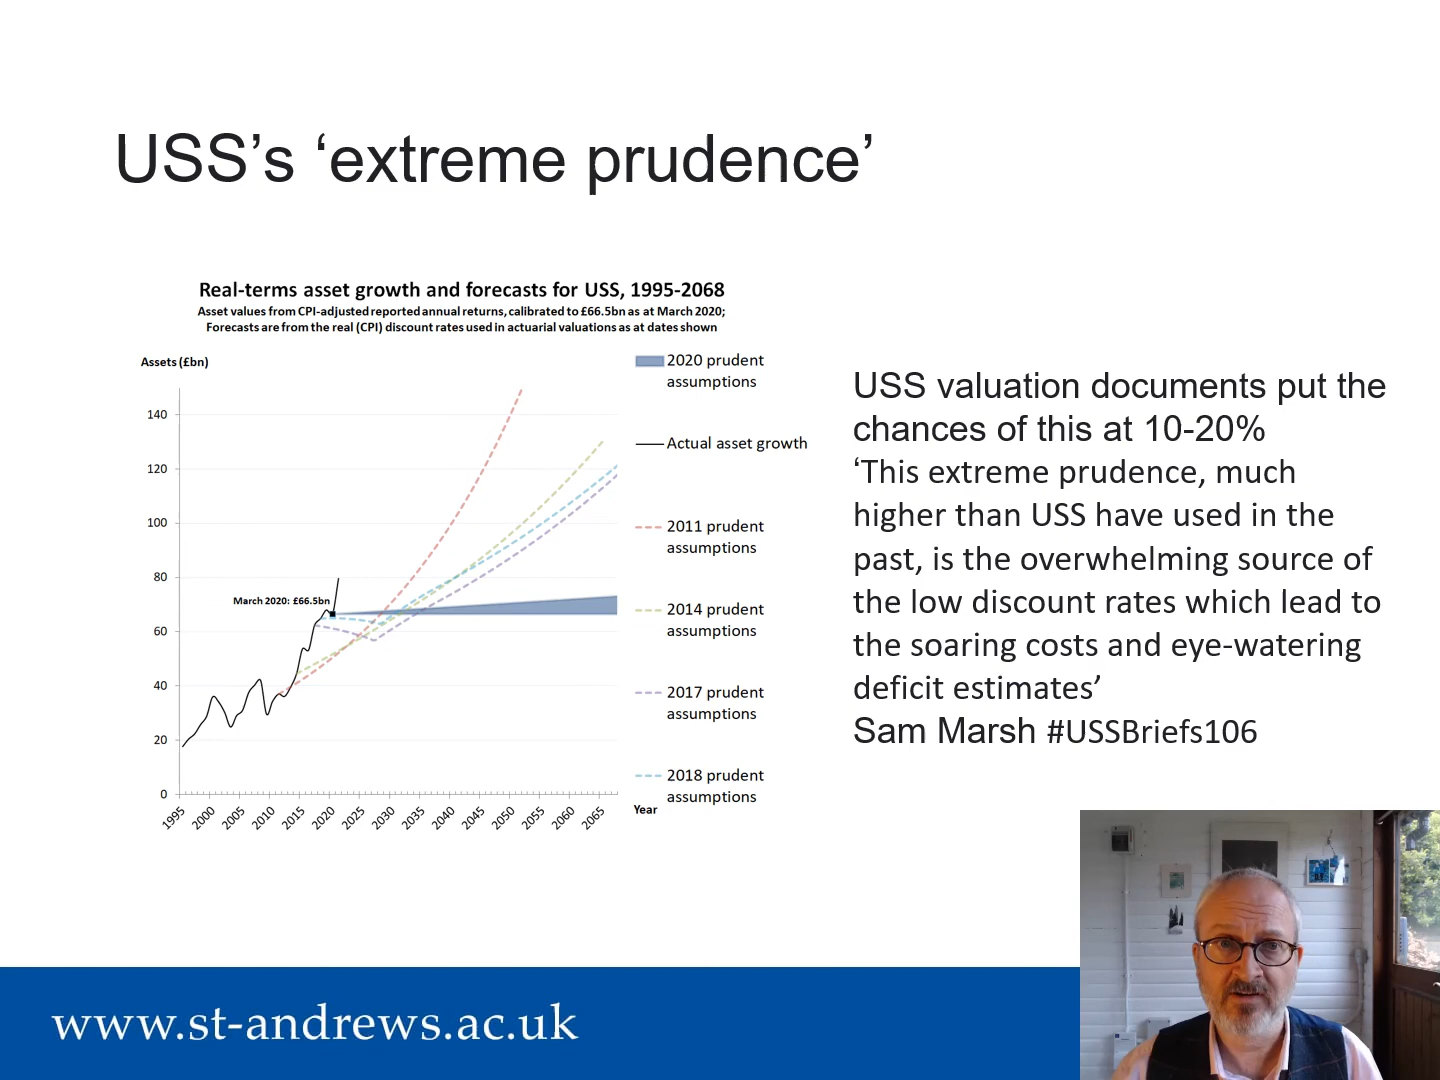 USS’s ‘extreme prudence’
Real-terms asset growth and forecasts for USS, 1995-2068
Asset values from CPI-adjusted reported annual returns, calibrated to £66.5bn as at March 2020;
Forecasts are from the real (CPI) discount rates used in actuarial valuations as at dates shown
Assets (£bn)
140
120
100
80
60
40
20
0
March 2020: £66.5bn
1995
2000
2005
2010
2015
2020
2025
2030
2035
2040
2045
2050
2055
2060
2065
Year
2020 prudent
assumptions
Actual asset growth
2011 prudent
assumptions
2014 prudent
assumptions
2017 prudent
assumptions
2018 prudent
assumptions
USS valuation documents put the
chances of this at 10-20%
‘This extreme prudence, much
higher than USS have used in the
past, is the overwhelming source of
the low discount rates which lead to
the soaring costs and eye-watering
deficit estimates’
Sam Marsh #USSBriefs106
www.st-andrews.ac.uk